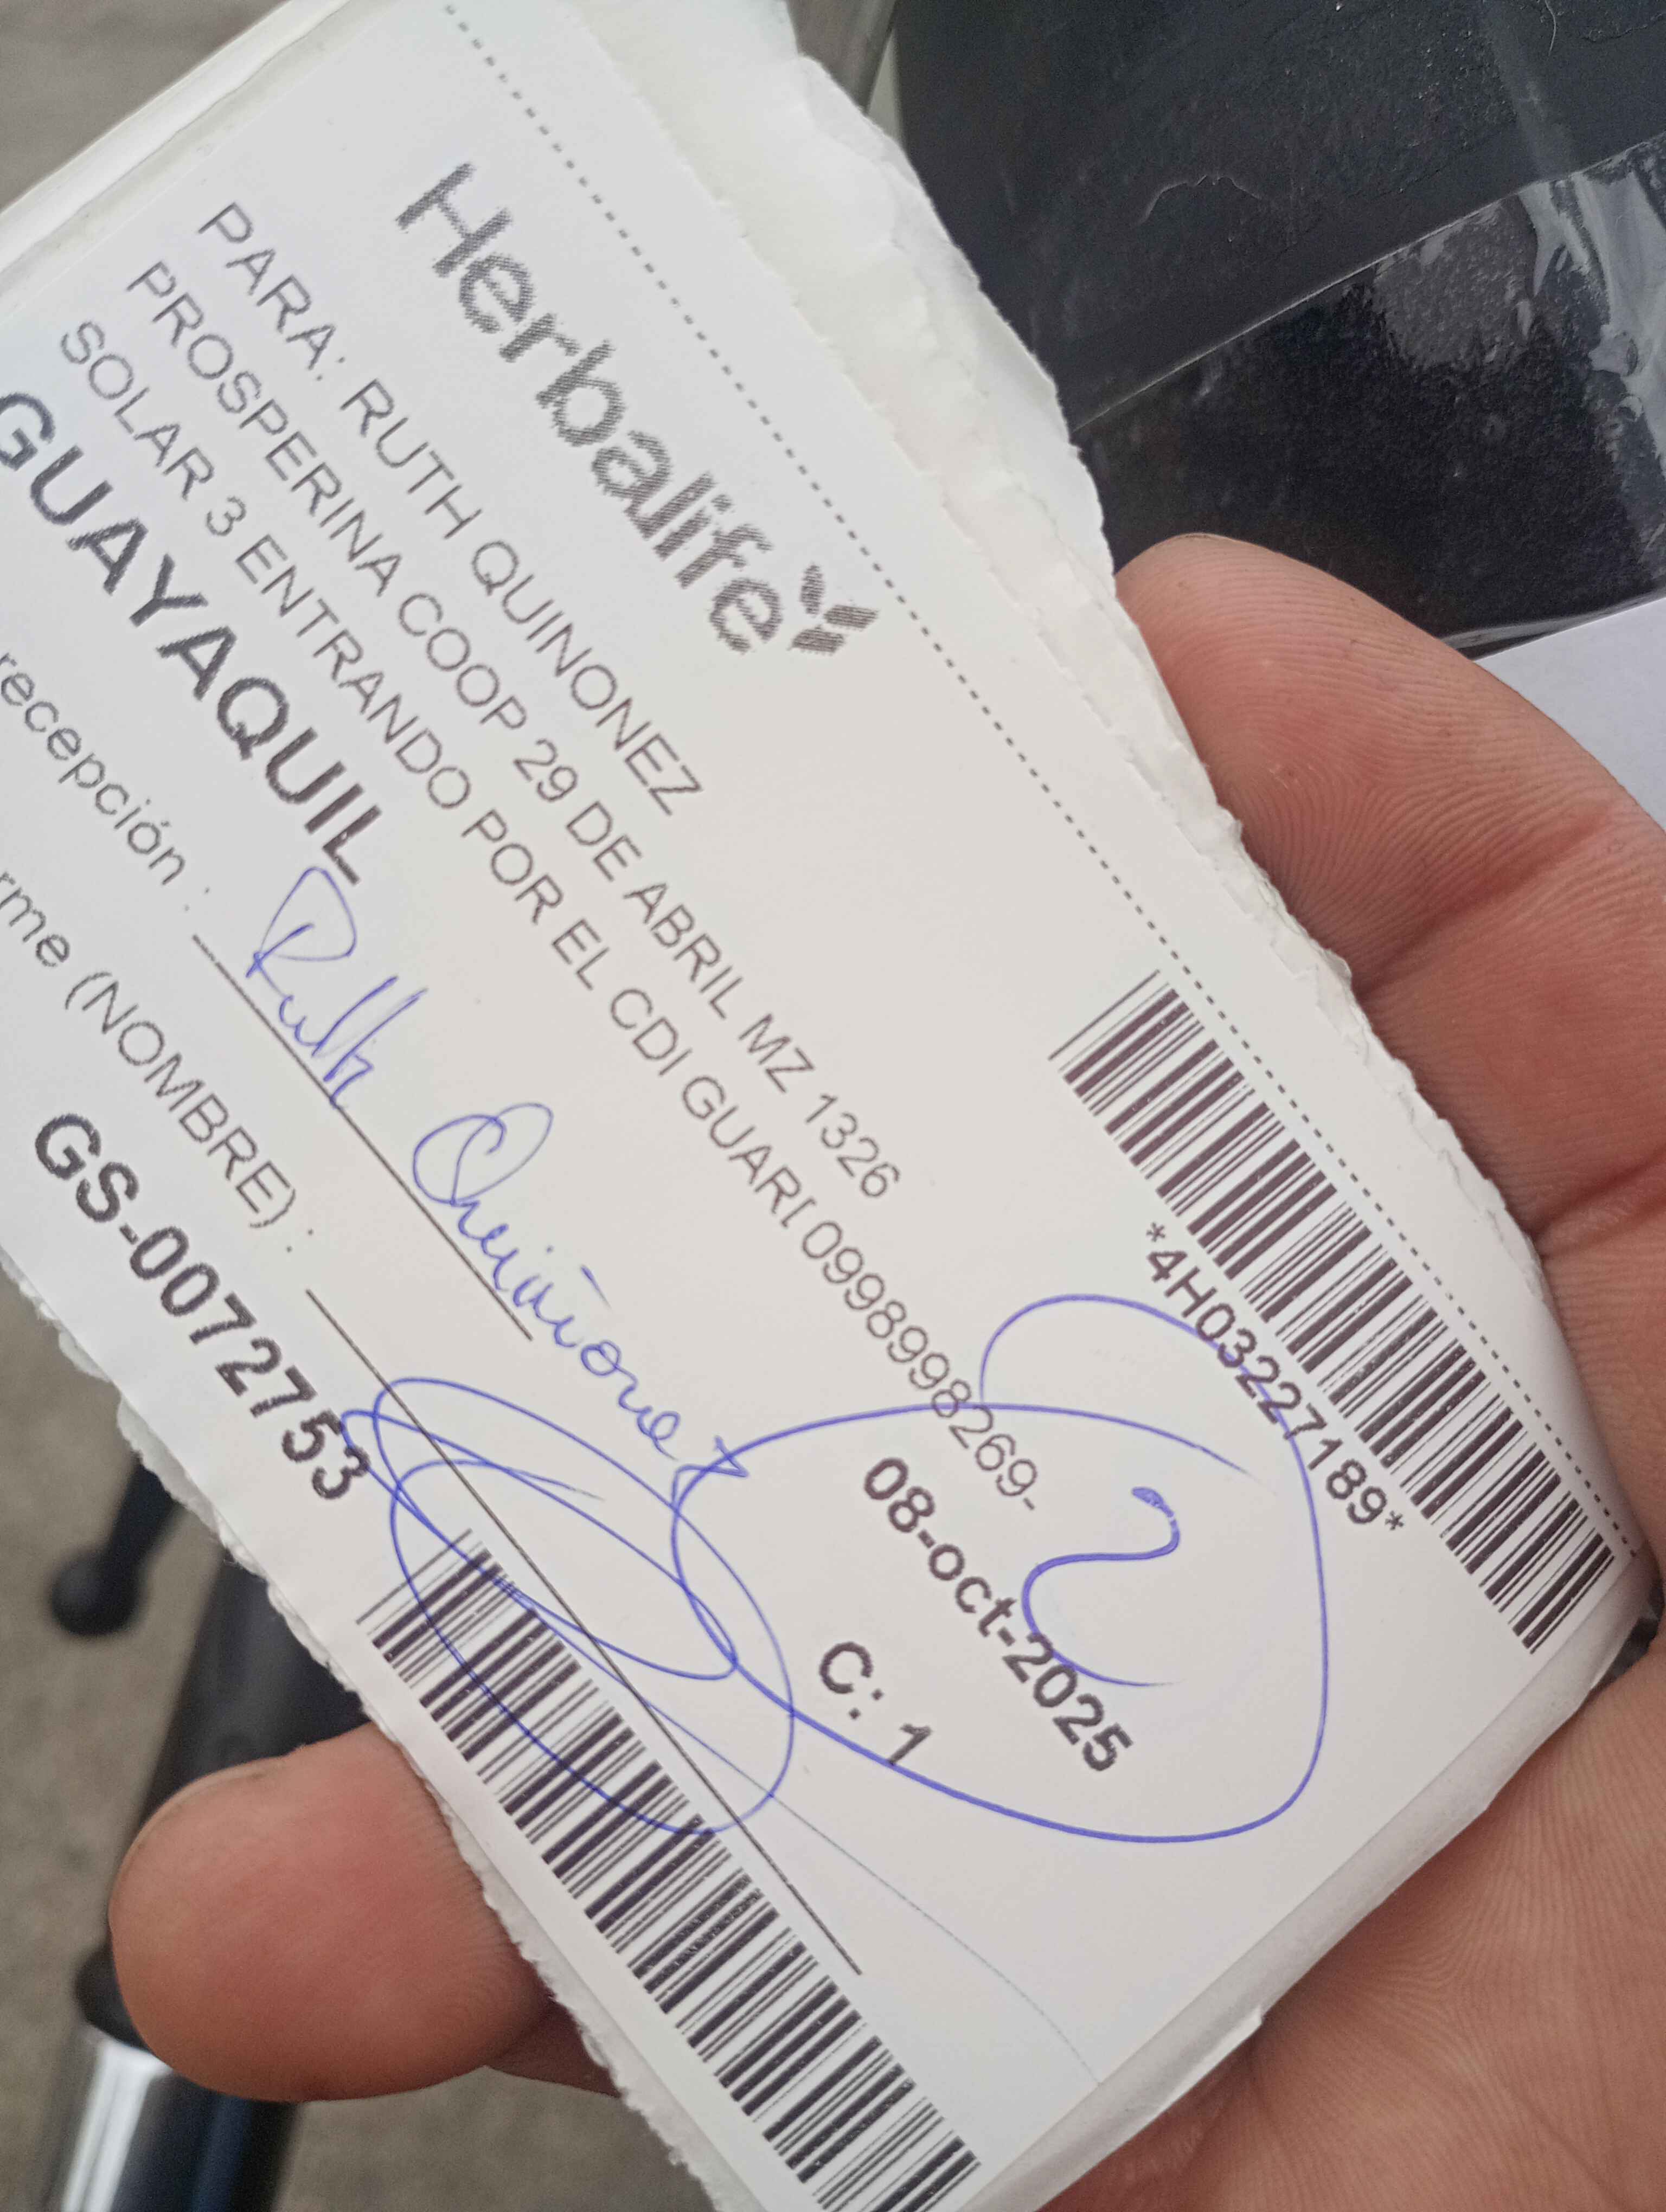 Herbalife
*4H03227189*
PARA: RUTH QUINONEZ
PROSPERINA COOP 29 DE ABRIL MZ 1326
SOLAR 3 ENTRANDO POR EL CDI GUARI 0998998269-
GUAYAQUIL
08-oct-2025
2
recepción : Ruth Quiñonez
C: 1
rme (NOMBRE) :
GS-0072753